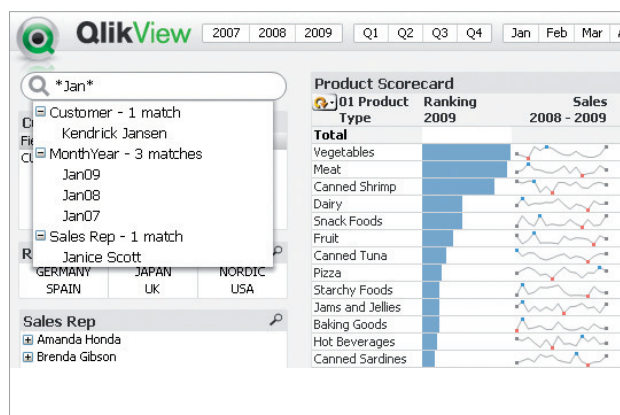 QlikView 2007 2008 2009 Q1 Q2 Q3 Q4 Jan Feb Mar
*Jan*
Customer - 1 match
Kendrick Jansen
MonthYear - 3 matches
Jan09
Jan08
Jan07
Sales Rep - 1 match
Janice Scott
GERMANY JAPAN NORDIC
SPAIN UK USA
Sales Rep
Amanda Honda
Brenda Gibson
Product Scorecard
01 Product Ranking Sales
Type 2009 2008 - 2009
Total
Vegetables
Meat
Canned Shrimp
Dairy
Snack Foods
Fruit
Canned Tuna
Pizza
Starchy Foods
Jams and Jellies
Baking Goods
Hot Beverages
Canned Sardines